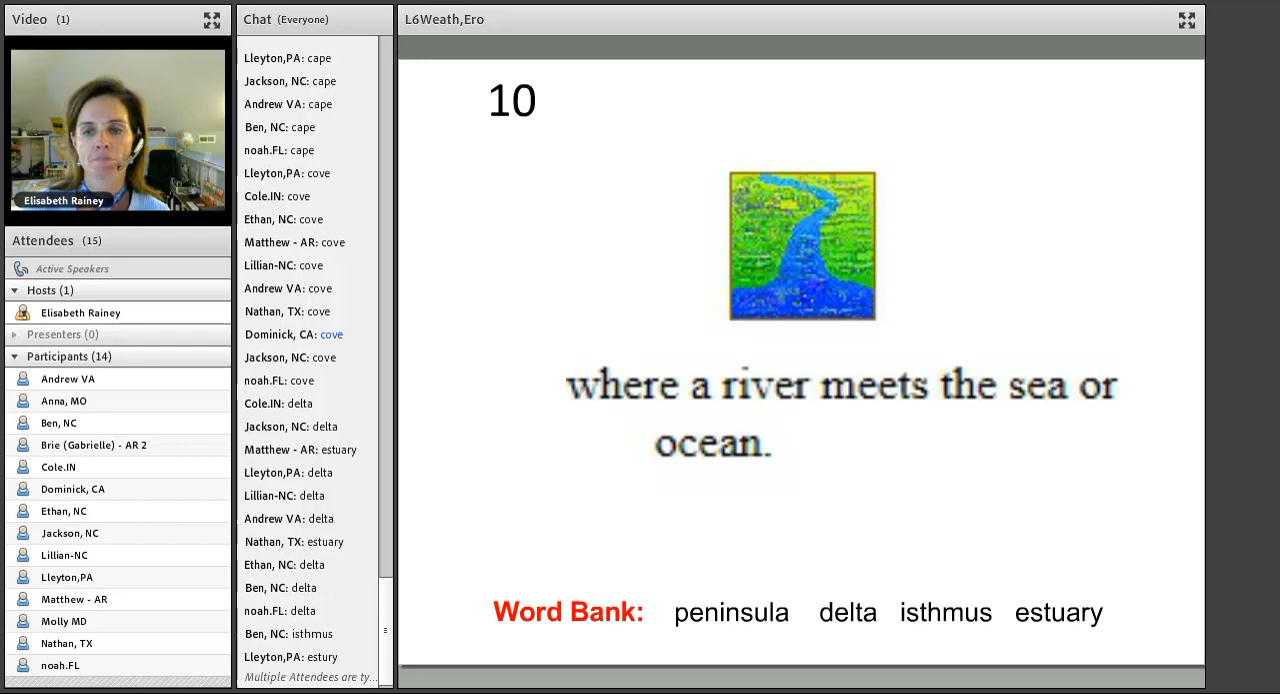 Video (1)
Elisabeth Rainey
Attendees (15)
Active Speakers
Hosts (1)
Elisabeth Rainey
Presenters (0)
Participants (14)
Andrew VA
Anna, MO
Ben, NC
Brie (Gabrielle) - AR 2
Cole.IN
Dominick, CA
Ethan, NC
Jackson, NC
Lillian-NC
Lleyton,PA
Matthew - AR
Molly MD
Nathan, TX
noah.FL
Chat (Everyone)
Lleyton,PA: cape
Jackson, NC: cape
Andrew VA: cape
Ben, NC: cape
noah.FL: cape
Lleyton,PA: cove
Cole.IN: cove
Ethan, NC: cove
Matthew - AR: cove
Lillian-NC: cove
Andrew VA: cove
Nathan, TX: cove
Dominick, CA: cove
Jackson, NC: cove
noah.FL: cove
Cole.IN: delta
Jackson, NC: delta
Matthew - AR: estuary
Lleyton,PA: delta
Lillian-NC: delta
Andrew VA: delta
Nathan, TX: estuary
Ethan, NC: delta
Ben, NC: delta
noah.FL: delta
Ben, NC: isthmus
Lleyton,PA: estury
Multiple Attendees are ty...
L6Weath,Ero
10
where a river meets the sea or
ocean.
Word Bank: peninsula delta isthmus estuary